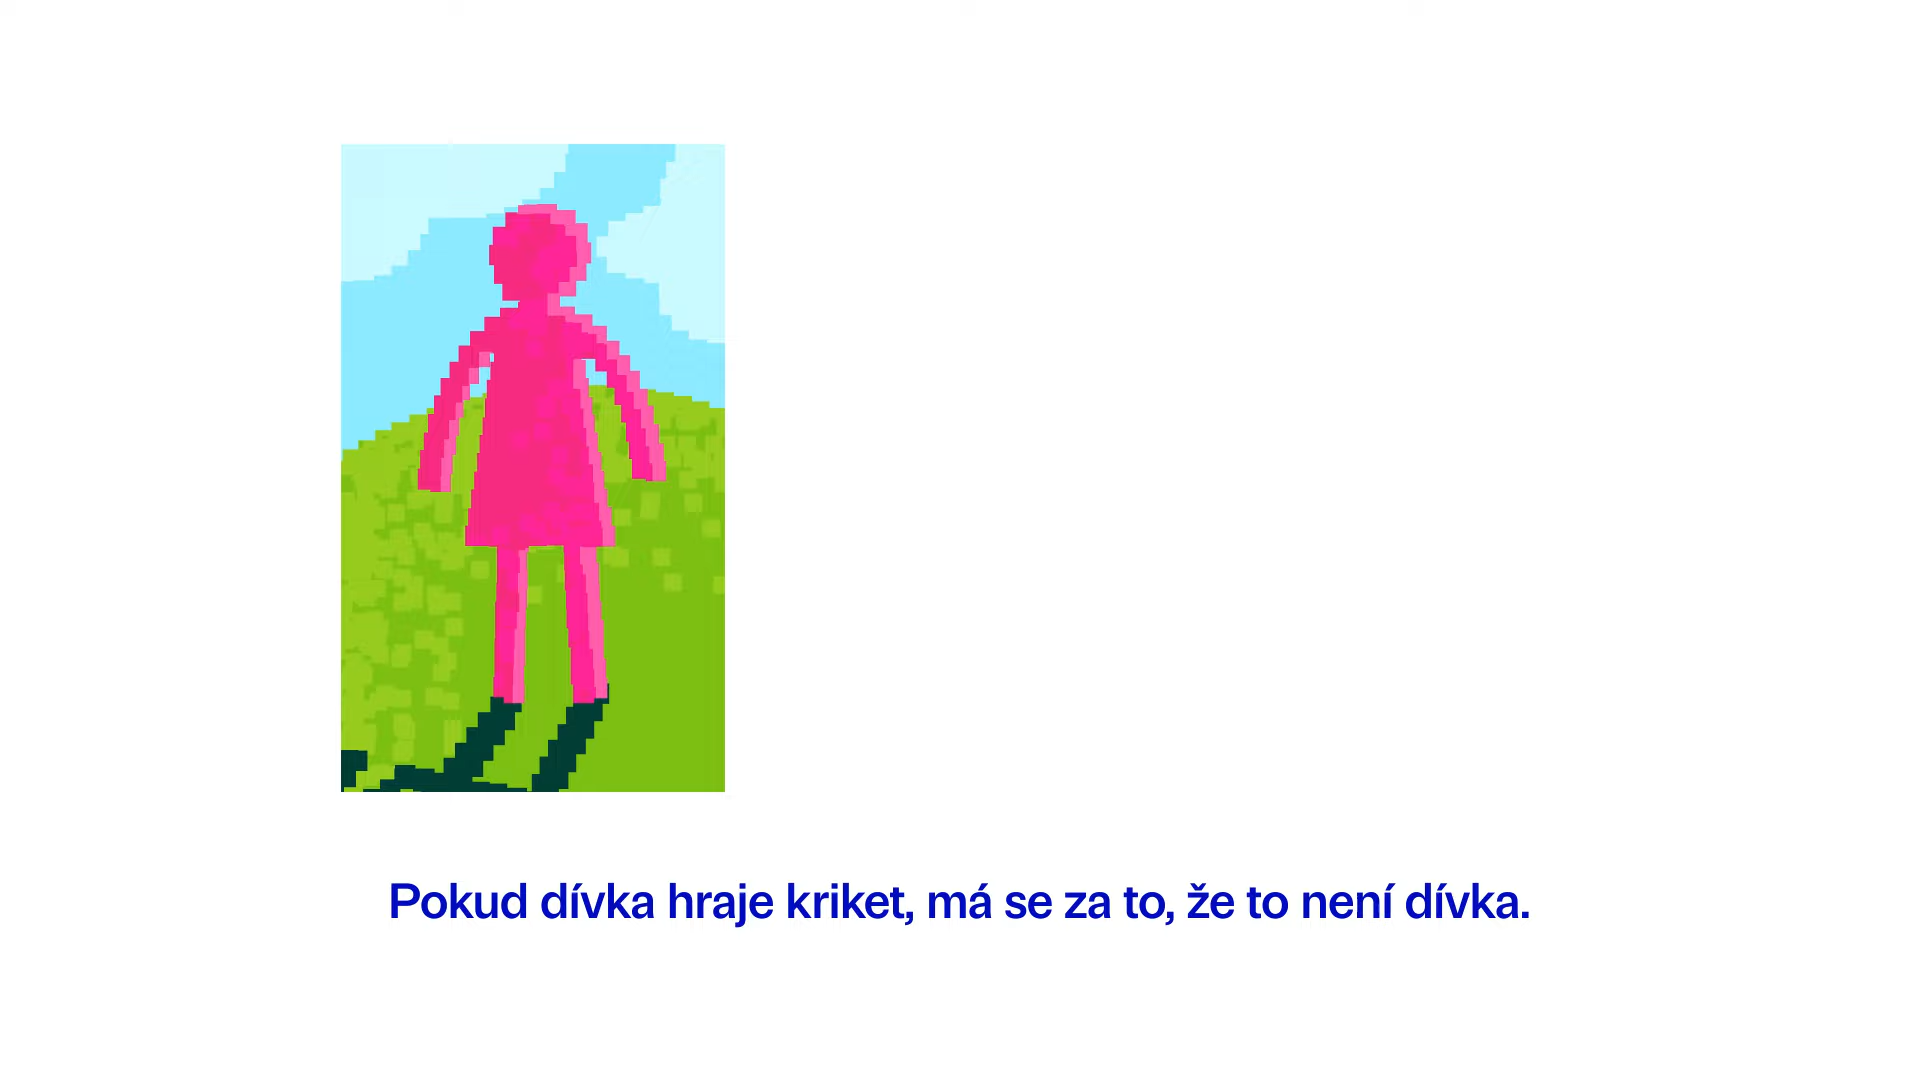 Pokud dívka hraje kriket, má se za to, že to není dívka.